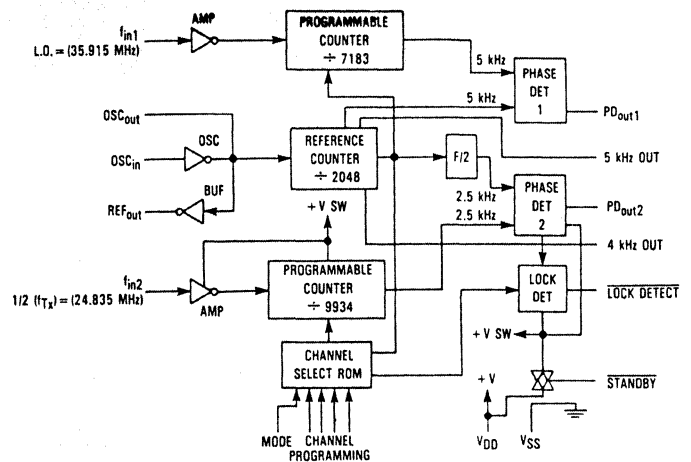 AMP
f_in1
L.O. = (35.915 MHz)
PROGRAMMABLE
COUNTER
÷ 7183
5 kHz
5 kHz
PHASE
DET
1
PD_out1
OSC_out
OSC_in
OSC
REFERENCE
COUNTER
÷ 2048
F/2
5 kHz OUT
BUF
REF_out
2.5 kHz
2.5 kHz
PHASE
DET
2
PD_out2
+ V SW
4 kHz OUT
f_in2
1/2 (f_Tx) = (24.835 MHz)
AMP
PROGRAMMABLE
COUNTER
÷ 9934
LOCK
DET
LOCK DETECT
+ V SW
CHANNEL
SELECT ROM
+ V
STANDBY
MODE
CHANNEL
PROGRAMMING
V_DD
V_SS